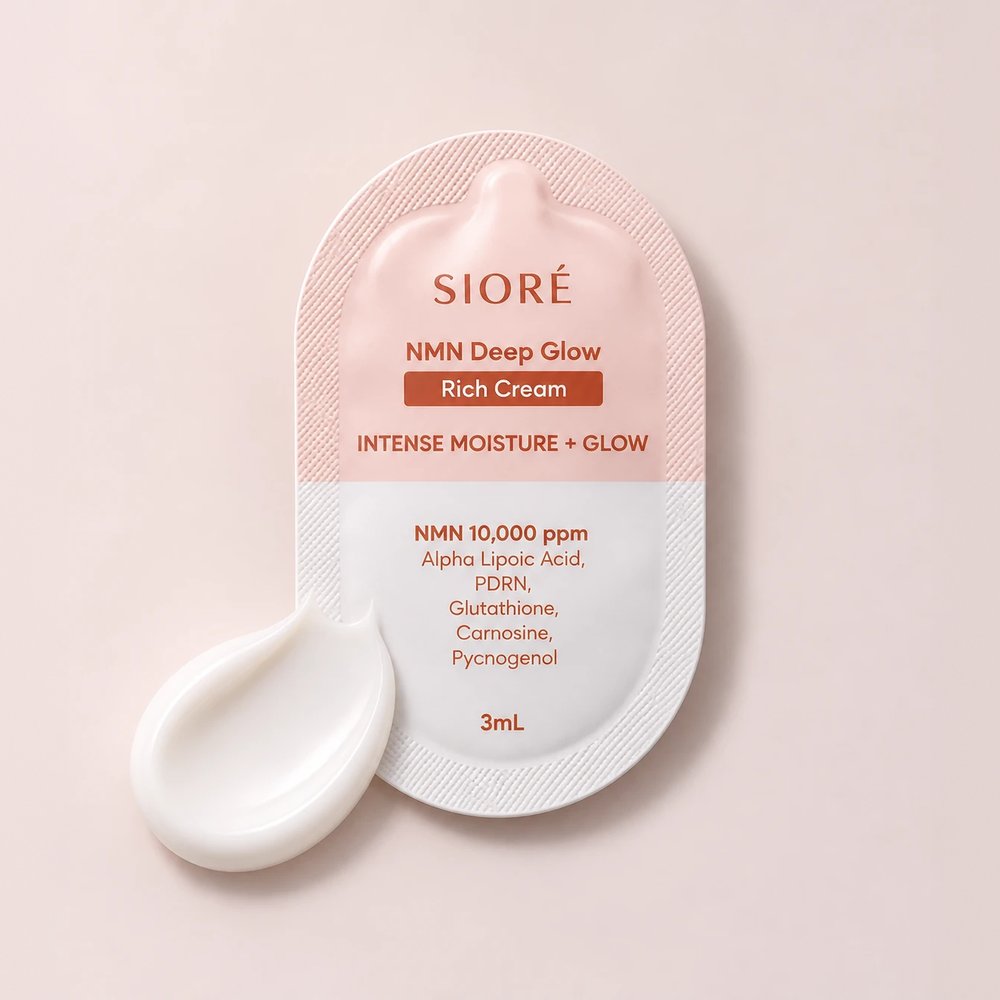 SIORÉ
NMN Deep Glow
Rich Cream
INTENSE MOISTURE + GLOW
NMN 10,000 ppm
Alpha Lipoic Acid,
PDRN,
Glutathione,
Carnosine,
Pycnogenol
3mL